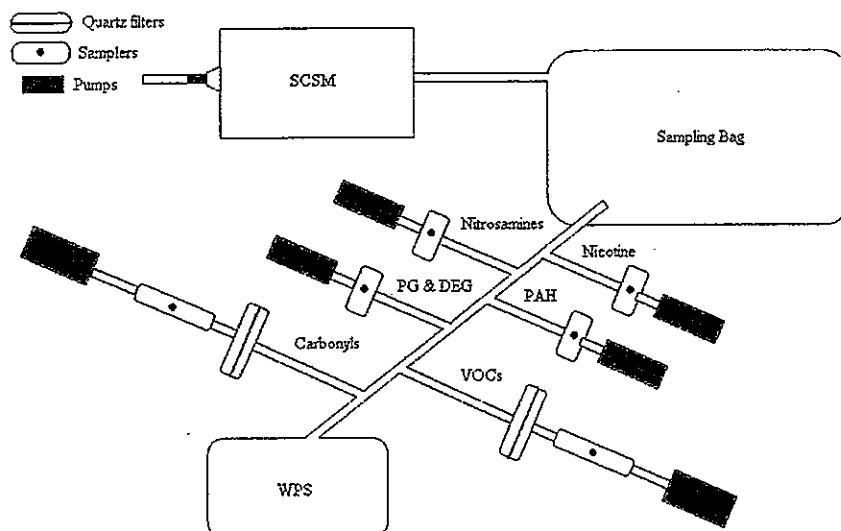 Quartz filters
Samplers
Pumps
SCSM
Sampling Bag
Nitrosamines
Nicotine
PG & DEG
PAH
Carbonyls
VOCs
WPS